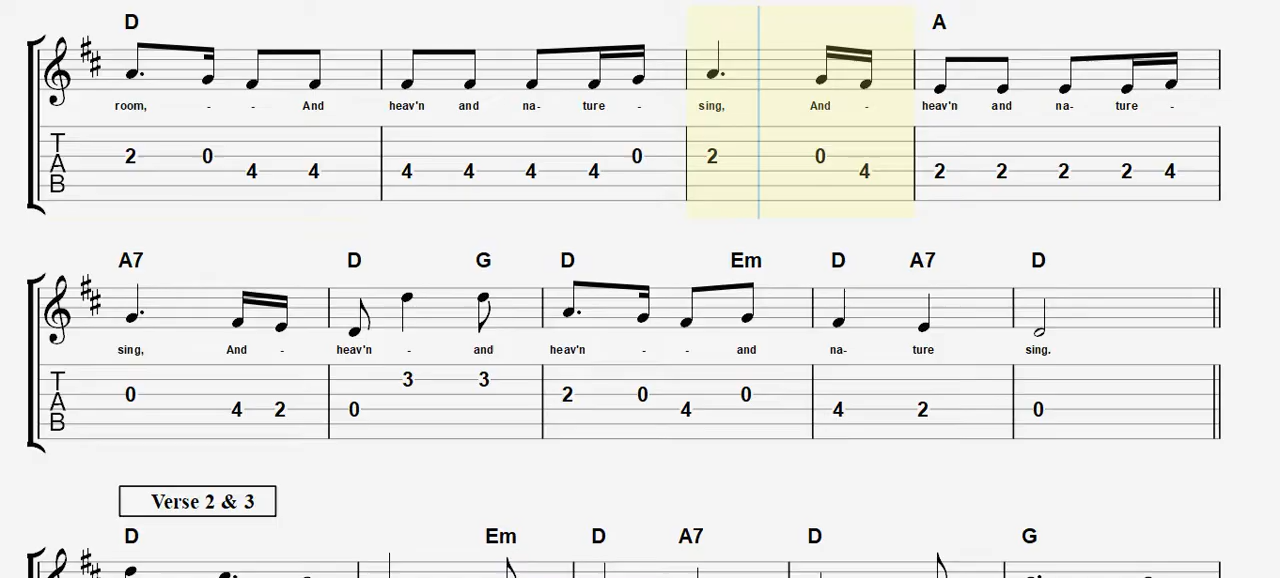 D A
room, - - And heav'n and na- ture - sing, And - heav'n and na- ture -
T 2 0 4 4 4 4 4 4 0 2 0 4 2 2 2 2 4
A
B
A7 D G D Em D A7 D
sing, And - heav'n - and heav'n - - and na- ture sing.
T 3 3
0 2 0 0
A 4 2 0 4 4 2 0
B
Verse 2 & 3
D Em D A7 D G